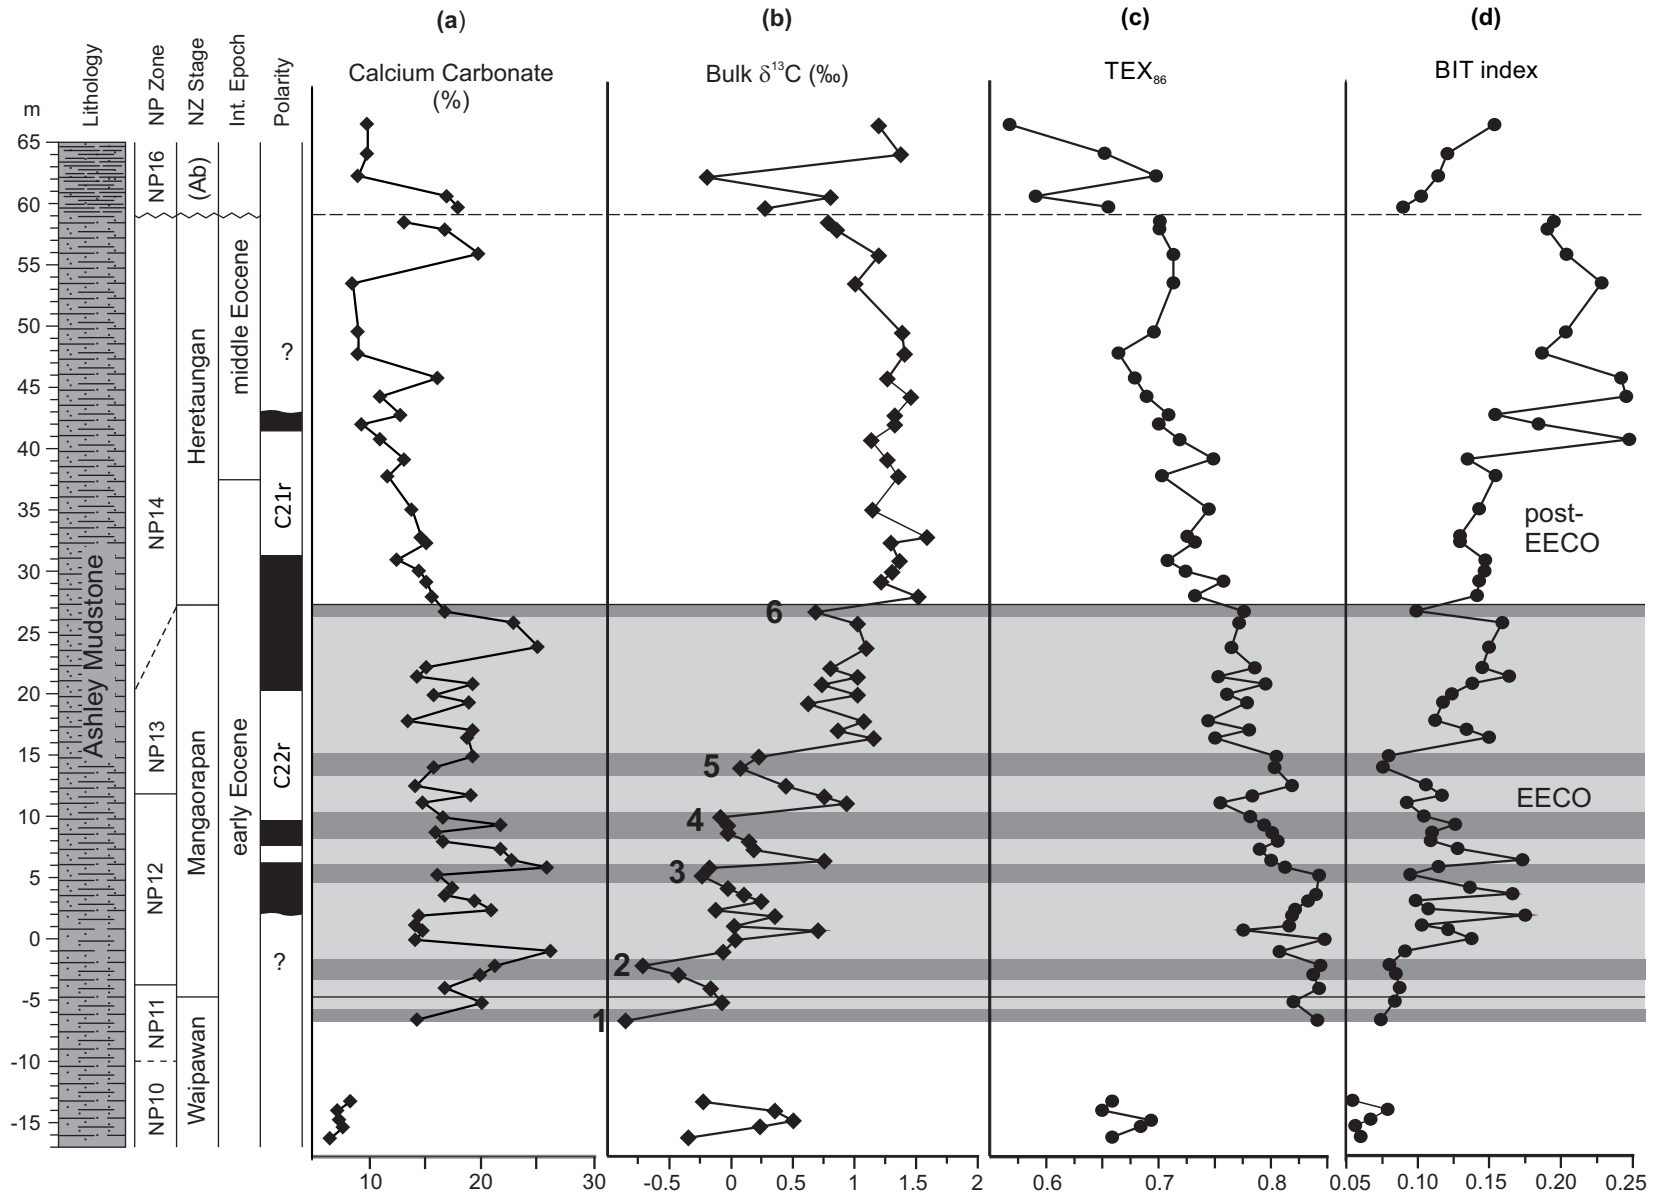 (a)
(b)
(c)
(d)
m
Lithology
NP Zone
NZ Stage
Int. Epoch
Polarity
Calcium Carbonate
(%)
Bulk δ¹³C (‰)
TEX₈₆
BIT index
65
60
55
50
45
40
35
30
25
20
15
10
5
0
-5
-10
-15
Ashley Mudstone
NP16
NP14
NP13
NP12
NP11
NP10
(Ab)
Heretaungan
Mangaorapan
Waipawan
middle Eocene
early Eocene
?
C21r
C22r
?
6
5
4
3
2
1
post-
EECO
EECO
10
20
30
-0.5
0
0.5
1
1.5
2
0.6
0.7
0.8
0.05
0.10
0.15
0.20
0.25